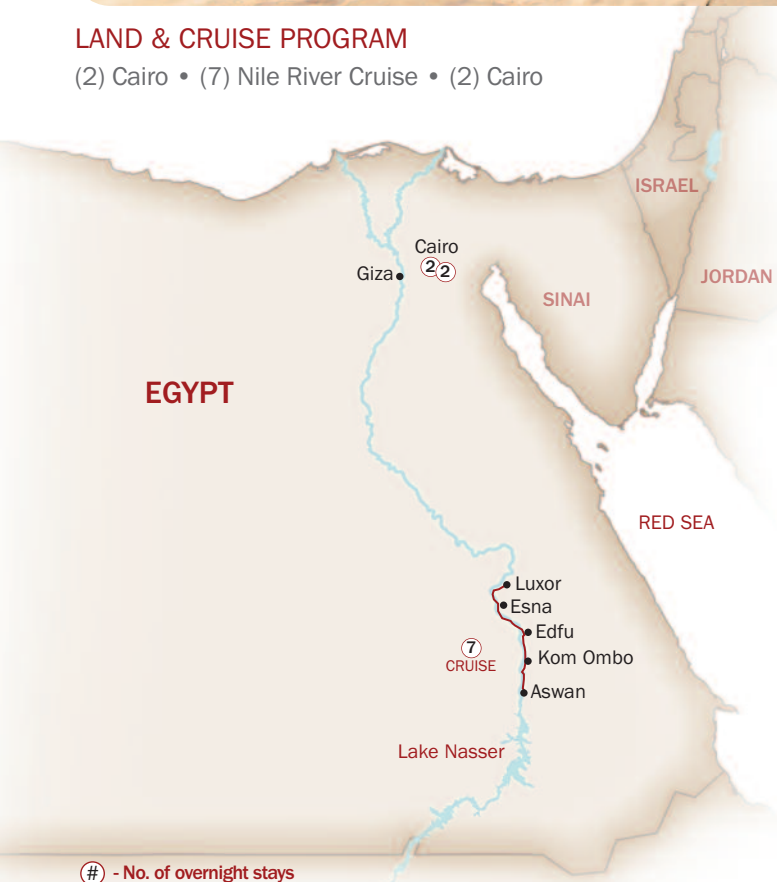 LAND & CRUISE PROGRAM
(2) Cairo • (7) Nile River Cruise • (2) Cairo
ISRAEL
Cairo
2 2
Giza
JORDAN
SINAI
EGYPT
RED SEA
Luxor
Esna
Edfu
7
CRUISE
Kom Ombo
Aswan
Lake Nasser
# - No. of overnight stays